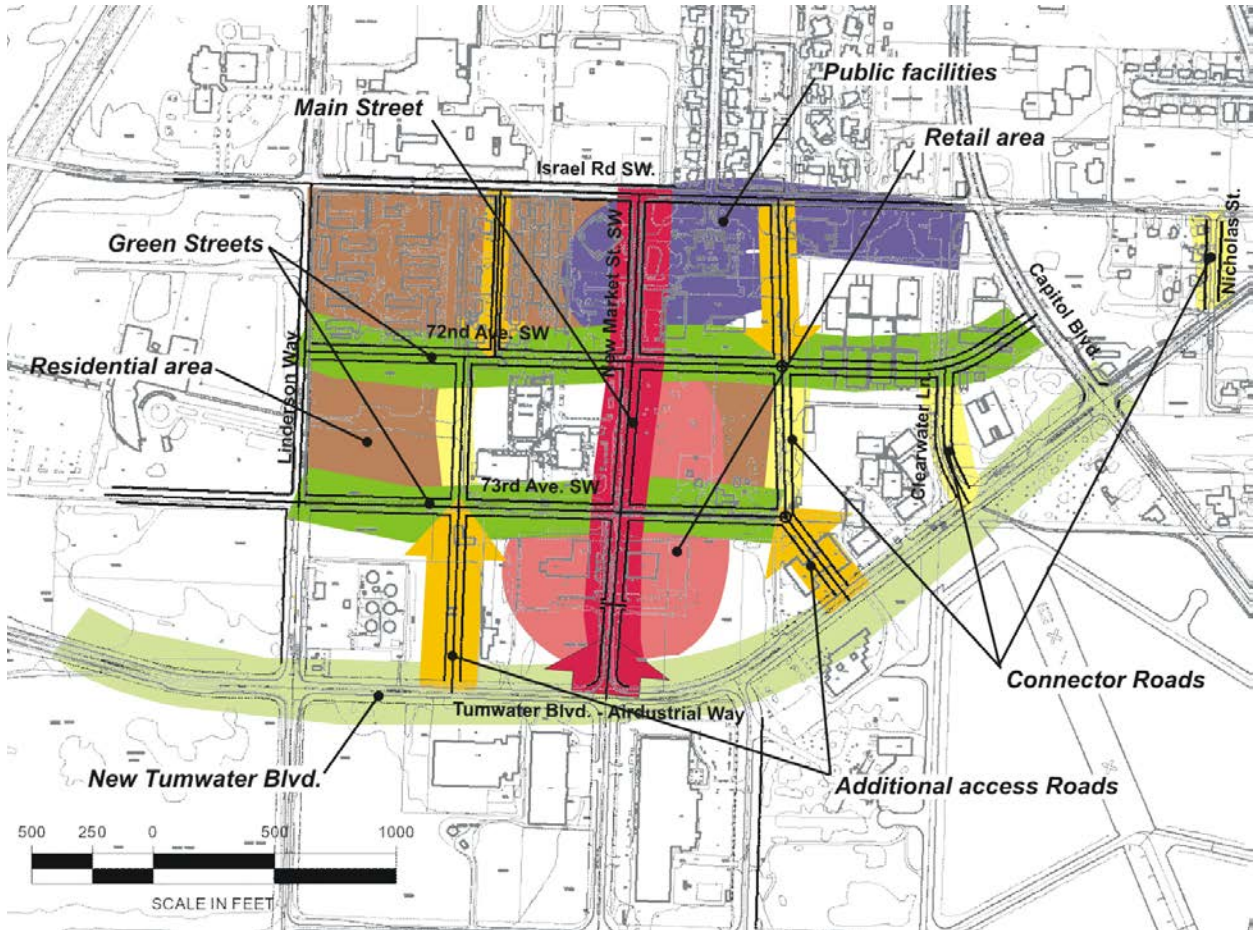 Public facilities
Main Street
Retail area
Israel Rd SW.
Nicholas St.
Green Streets
New Market St. SW
Capitol Blvd.
72nd Ave. SW
Residential area
Linderson Way
Clearwater Ln
73rd Ave. SW
Connector Roads
Tumwater Blvd. - Airdustrial Way
New Tumwater Blvd.
Additional access Roads
500 250 0 500 1000
SCALE IN FEET